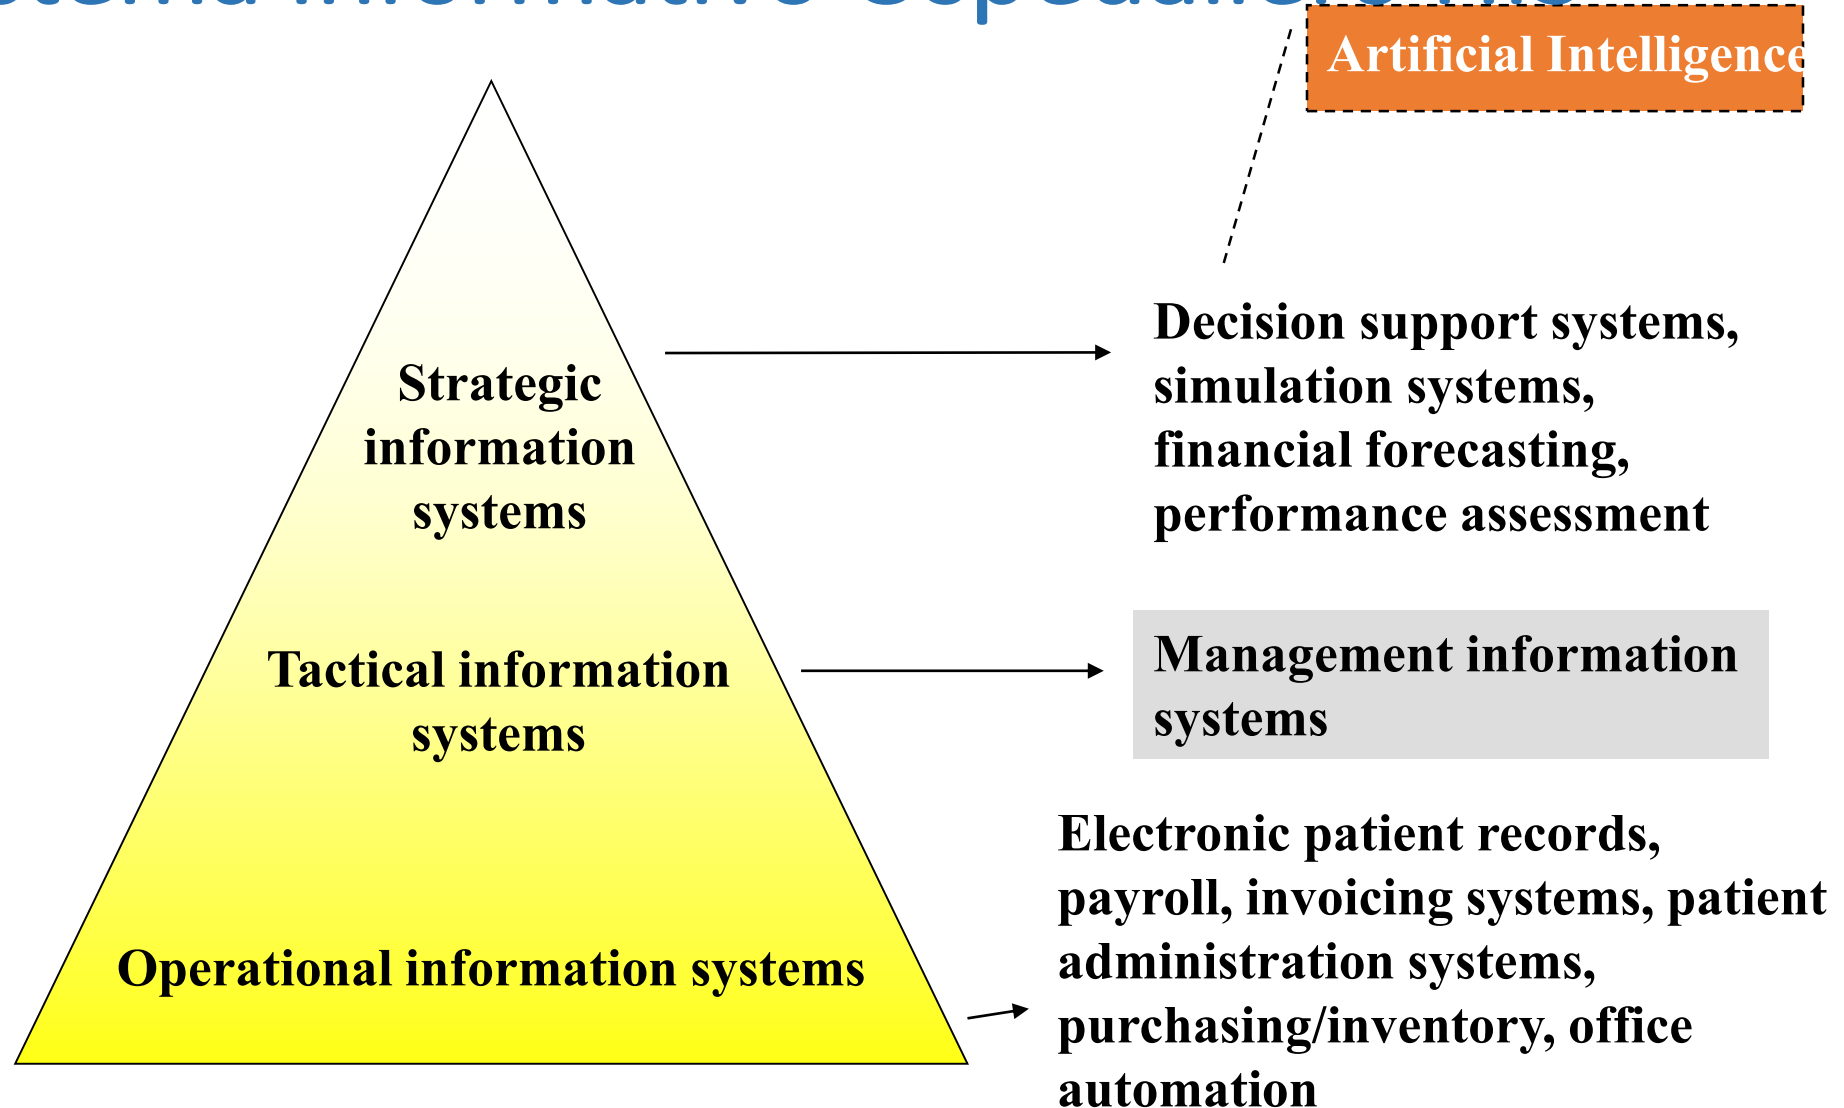 Artificial Intelligence
Strategic
information
systems
Decision support systems,
simulation systems,
financial forecasting,
performance assessment
Tactical information
systems
Management information
systems
Operational information systems
Electronic patient records,
payroll, invoicing systems, patient
administration systems,
purchasing/inventory, office
automation